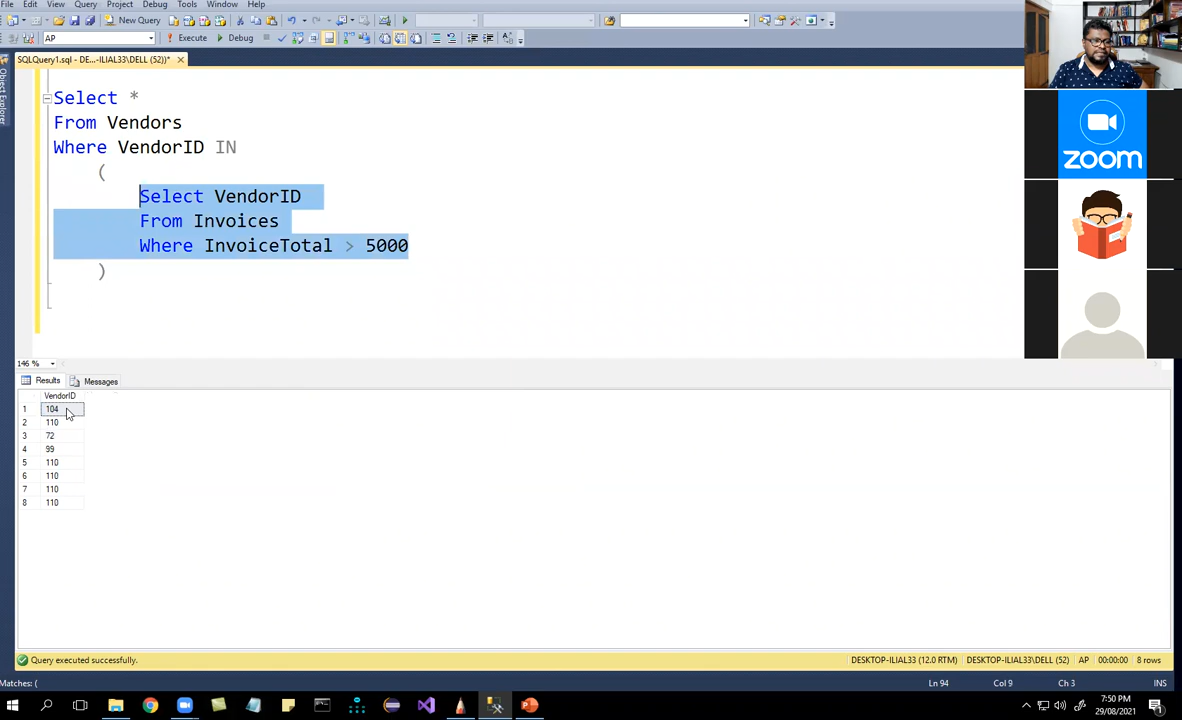 File Edit View Query Project Debug Tools Window Help
New Query
AP Execute Debug
SQLQuery1.sql - DE...-ILIAL33\DELL (52))*
Object Explorer
Select *
From Vendors
Where VendorID IN
(
Select VendorID
From Invoices
Where InvoiceTotal > 5000
)
zoom
146 %
Results Messages
VendorID
1 104
2 110
3 72
4 99
5 110
6 110
7 110
8 110
Query executed successfully. DESKTOP-ILIAL33 (12.0 RTM) DESKTOP-ILIAL33\DELL (52) AP 00:00:00 8 rows
Matches: ( Ln 94 Col 9 Ch 3 INS
7:50 PM
29/08/2021